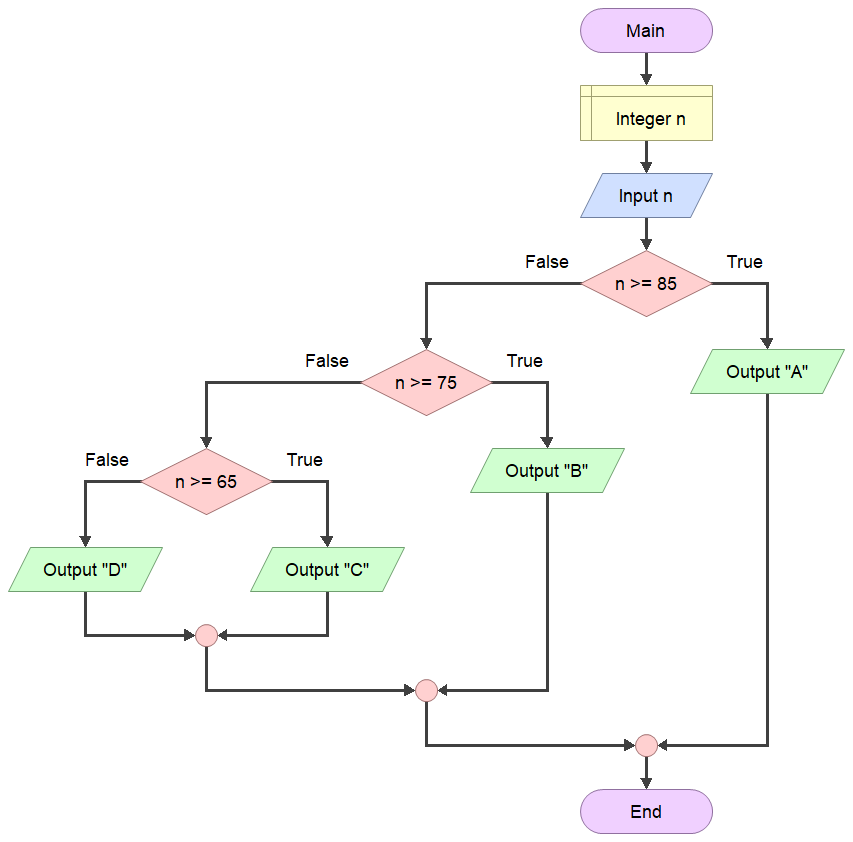 Main
Integer n
Input n
False
True
n >= 85
False
True
Output "A"
n >= 75
False
True
Output "B"
n >= 65
Output "D"
Output "C"
End